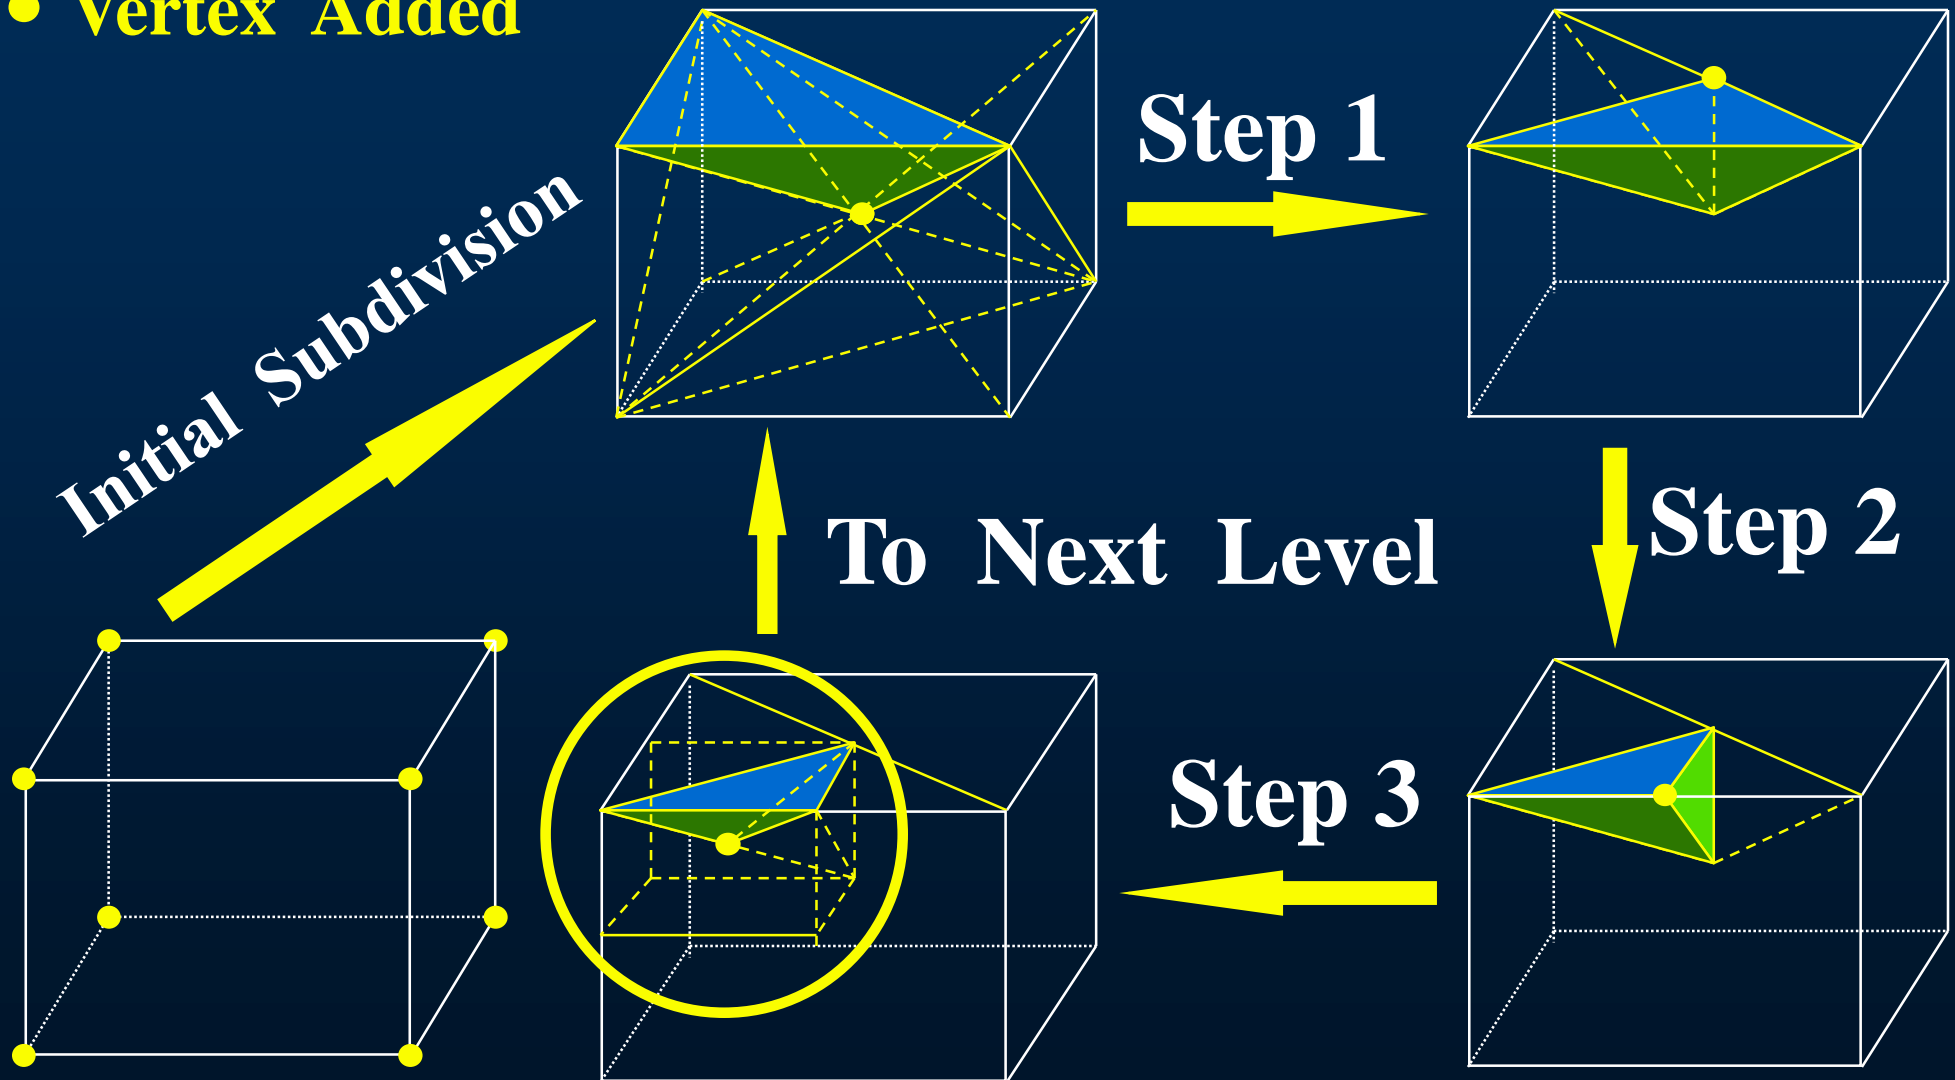 • Vertex Added
Step 1
Initial Subdivision
Step 2
To Next Level
Step 3